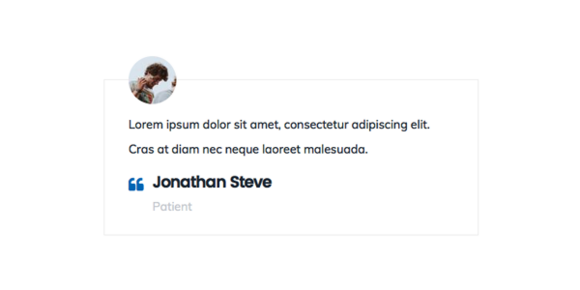 Lorem ipsum dolor sit amet, consectetur adipiscing elit.
Cras at diam nec neque laoreet malesuada.
Jonathan Steve
Patient